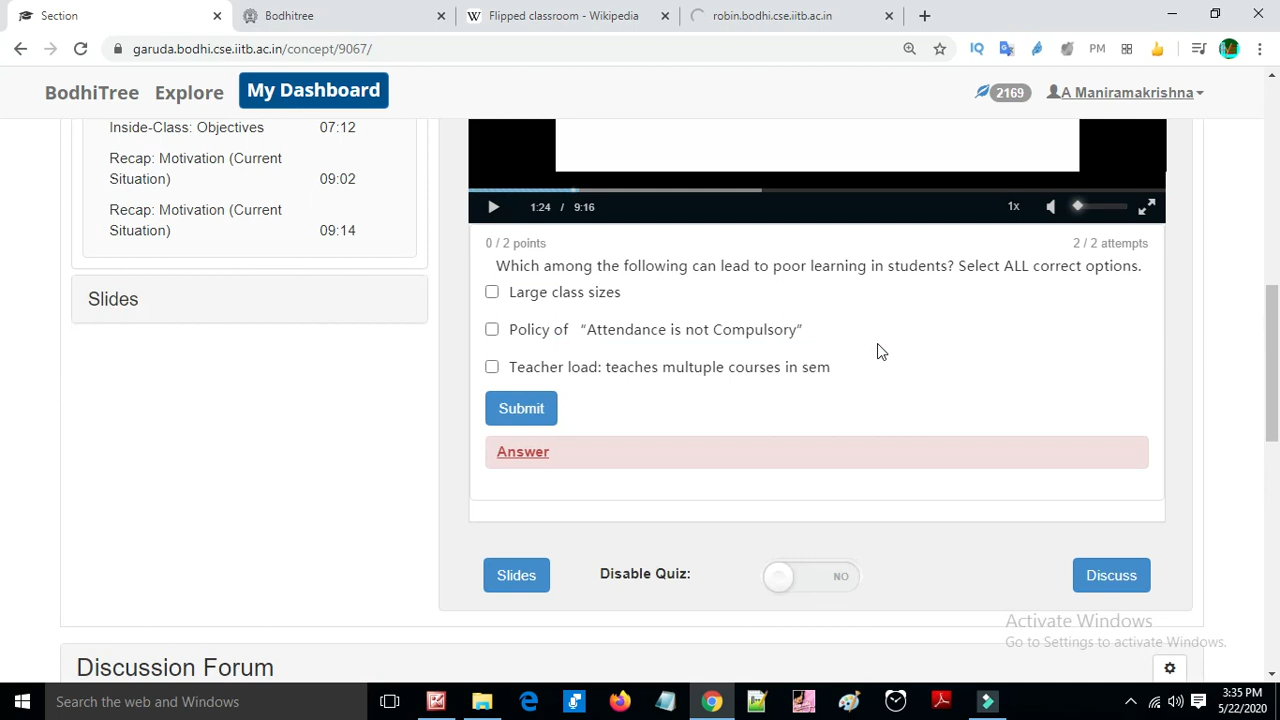 Section
Bodhitree
Flipped classroom - Wikipedia
robin.bodhi.cse.iitb.ac.in
garuda.bodhi.cse.iitb.ac.in/concept/9067/
IQ
PM
BodhiTree
Explore
My Dashboard
2169
A Maniramakrishna
Inside-Class: Objectives 07:12
Recap: Motivation (Current
Situation) 09:02
Recap: Motivation (Current
Situation) 09:14
Slides
1:24 / 9:16
1x
0 / 2 points
2 / 2 attempts
Which among the following can lead to poor learning in students? Select ALL correct options.
Large class sizes
Policy of “Attendance is not Compulsory”
Teacher load: teaches multuple courses in sem
Submit
Answer
Slides
Disable Quiz:
NO
Discuss
Activate Windows
Go to Settings to activate Windows.
Discussion Forum
Search the web and Windows
3:35 PM
5/22/2020